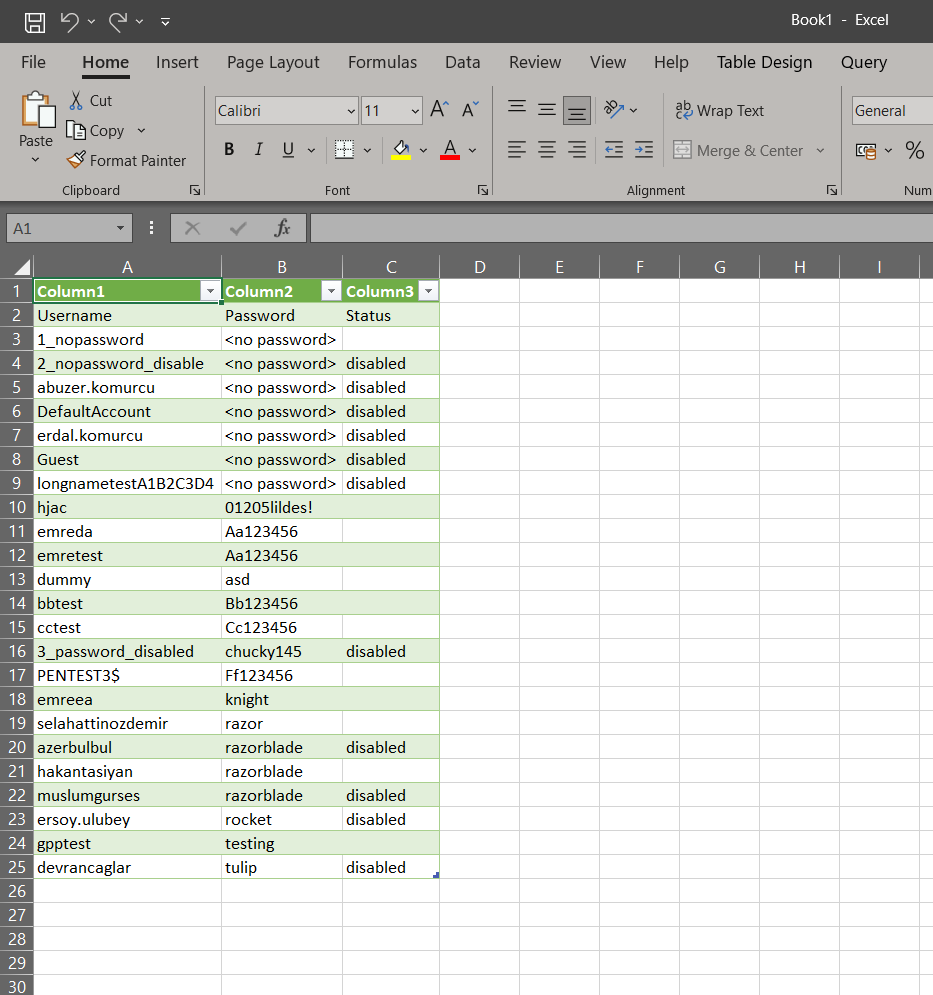 Book1 - Excel
File Home Insert Page Layout Formulas Data Review View Help Table Design Query
Paste
Cut
Copy
Format Painter
Clipboard
Calibri 11 A A
B I U A
Font
ab Wrap Text
Merge & Center
Alignment
General
%
Num
A1 fx
A B C D E F G H I
1 Column1 Column2 Column3
2 Username Password Status
3 1_nopassword <no password>
4 2_nopassword_disable <no password> disabled
5 abuzer.komurcu <no password> disabled
6 DefaultAccount <no password> disabled
7 erdal.komurcu <no password> disabled
8 Guest <no password> disabled
9 longnametestA1B2C3D4 <no password> disabled
10 hjac 01205lildes!
11 emreda Aa123456
12 emretest Aa123456
13 dummy asd
14 bbtest Bb123456
15 cctest Cc123456
16 3_password_disabled chucky145 disabled
17 PENTEST3$ Ff123456
18 emreea knight
19 selahattinozdemir razor
20 azerbulbul razorblade disabled
21 hakantasiyan razorblade
22 muslumgurses razorblade disabled
23 ersoy.ulubey rocket disabled
24 gpptest testing
25 devrancaglar tulip disabled
26
27
28
29
30